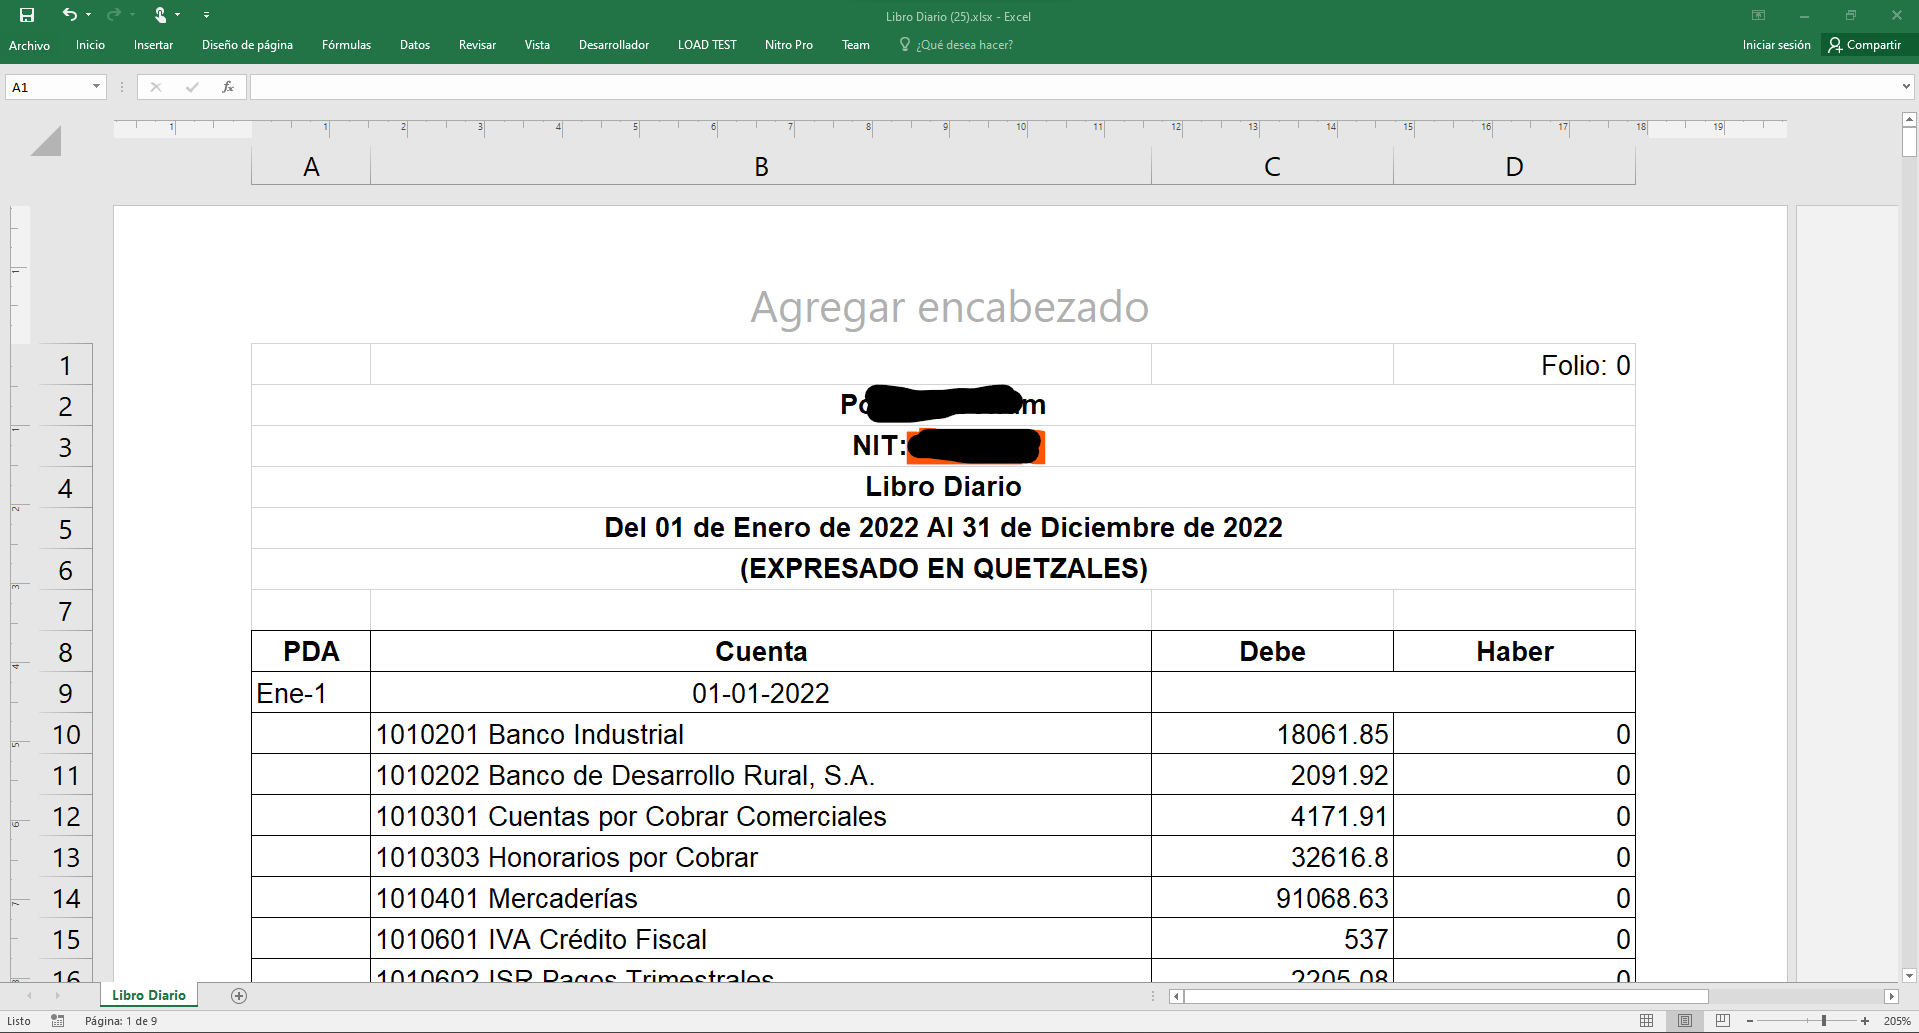 Libro Diario (25).xlsx - Excel
Archivo Inicio Insertar Diseño de página Fórmulas Datos Revisar Vista Desarrollador LOAD TEST Nitro Pro Team ¿Qué desea hacer? Iniciar sesión Compartir
A1 fx
1 1 2 3 4 5 6 7 8 9 10 11 12 13 14 15 16 17 18 19
A B C D
Agregar encabezado
1 Folio: 0
2
3 NIT:
4 Libro Diario
5 Del 01 de Enero de 2022 Al 31 de Diciembre de 2022
6 (EXPRESADO EN QUETZALES)
7
8 PDA Cuenta Debe Haber
9 Ene-1 01-01-2022
10 1010201 Banco Industrial 18061.85 0
11 1010202 Banco de Desarrollo Rural, S.A. 2091.92 0
12 1010301 Cuentas por Cobrar Comerciales 4171.91 0
13 1010303 Honorarios por Cobrar 32616.8 0
14 1010401 Mercaderías 91068.63 0
15 1010601 IVA Crédito Fiscal 537 0
16 1010602 ISR Pagos Trimestrales 2205.08 0
Libro Diario
Listo Página: 1 de 9 205%